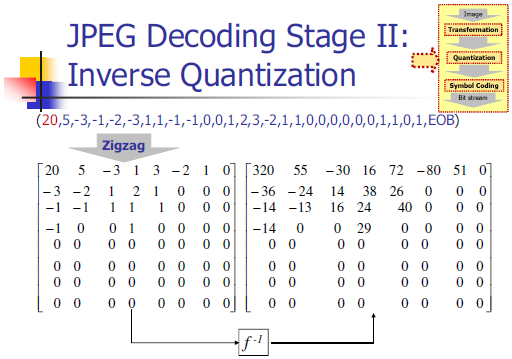 JPEG Decoding Stage II:
Inverse Quantization
Image
Transformation
Quantization
Symbol Coding
Bit stream
(20,5,-3,-1,-2,-3,1,1,-1,-1,0,0,1,2,3,-2,1,1,0,0,0,0,0,0,1,1,0,1,EOB)
Zigzag
20 5 −3 1 3 −2 1 0
−3 −2 1 2 1 0 0 0
−1 −1 1 1 1 0 0 0
−1 0 0 1 0 0 0 0
0 0 0 0 0 0 0 0
0 0 0 0 0 0 0 0
0 0 0 0 0 0 0 0
0 0 0 0 0 0 0 0
320 55 −30 16 72 −80 51 0
−36 −24 14 38 26 0 0 0
−14 −13 16 24 40 0 0 0
−14 0 0 29 0 0 0 0
0 0 0 0 0 0 0 0
0 0 0 0 0 0 0 0
0 0 0 0 0 0 0 0
0 0 0 0 0 0 0 0
f⁻¹